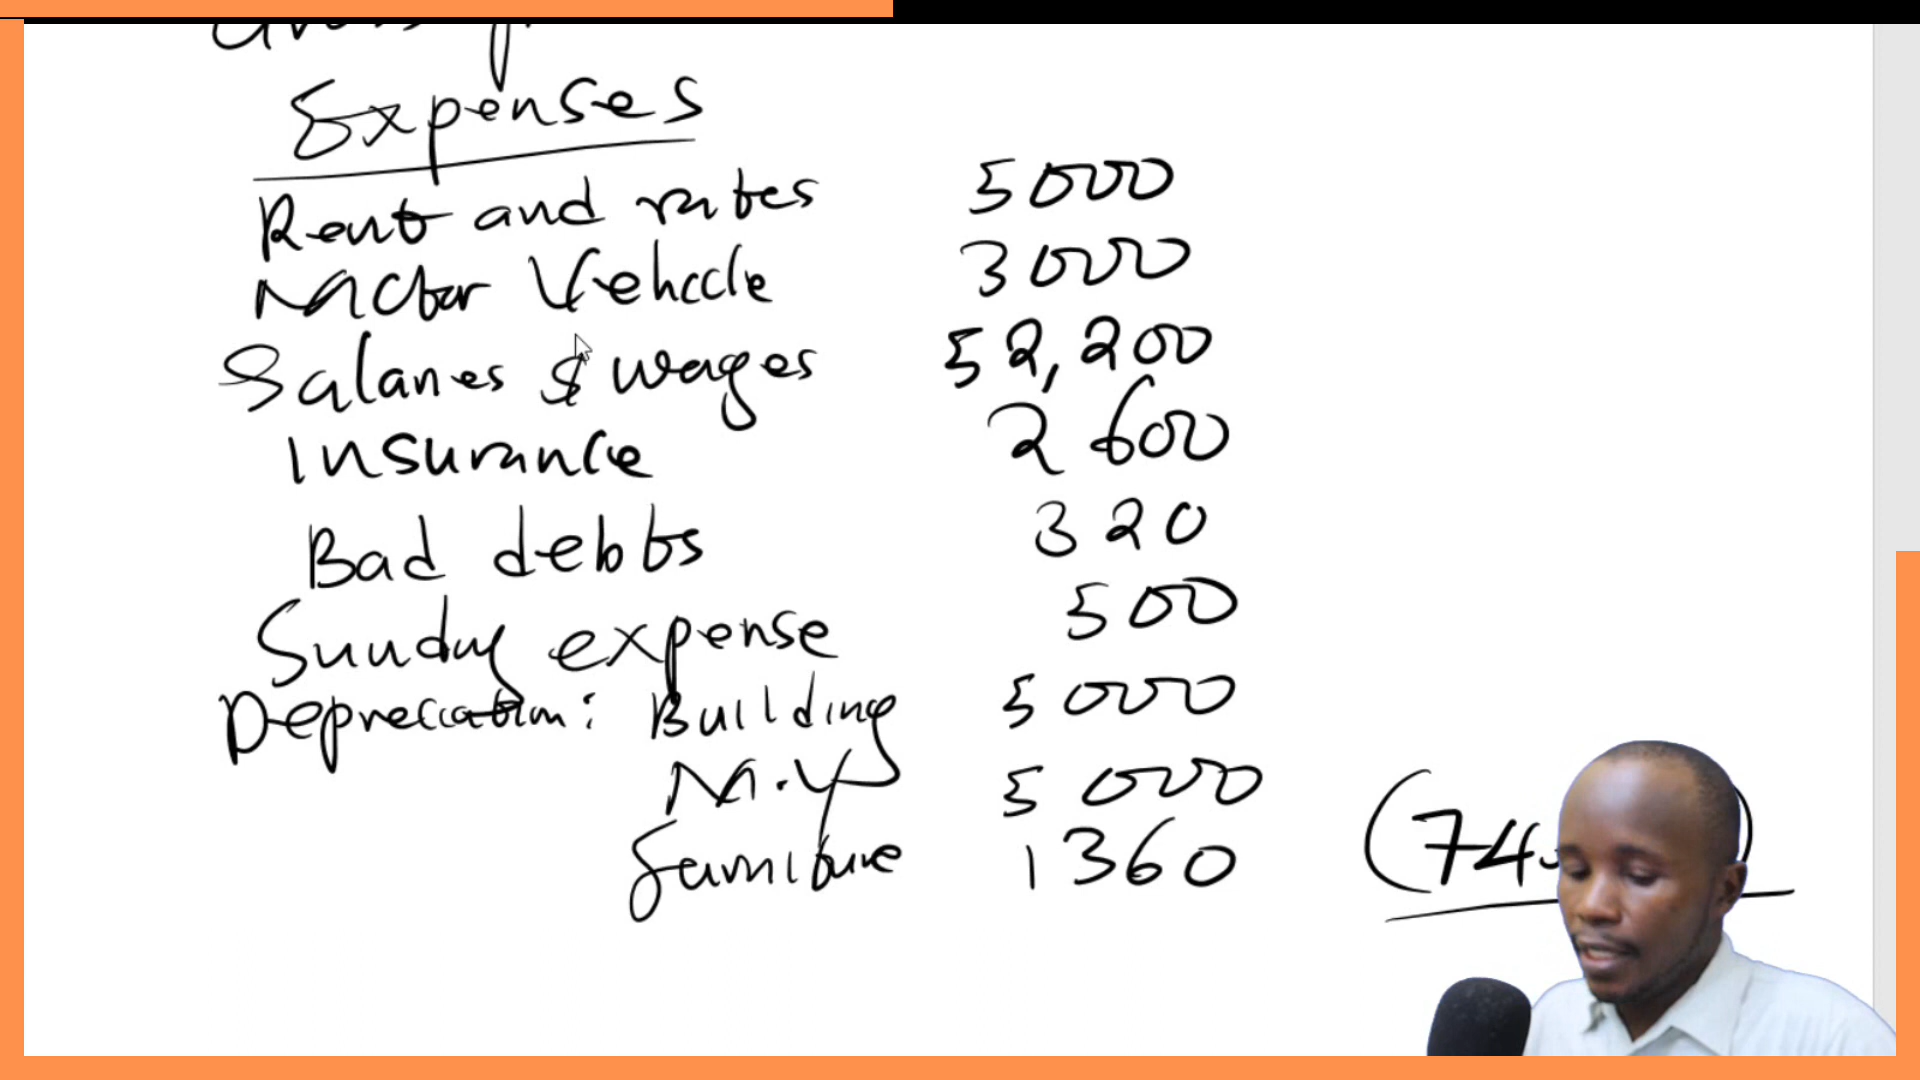 Expenses
Rent and rates 5000
Motor Vehicle 3000
Salaries & wages 52,200
Insurance 2600
Bad debts 320
Sundry expense 500
Depreciation: Building 5000
M.V 5000
Furniture 1360 (74